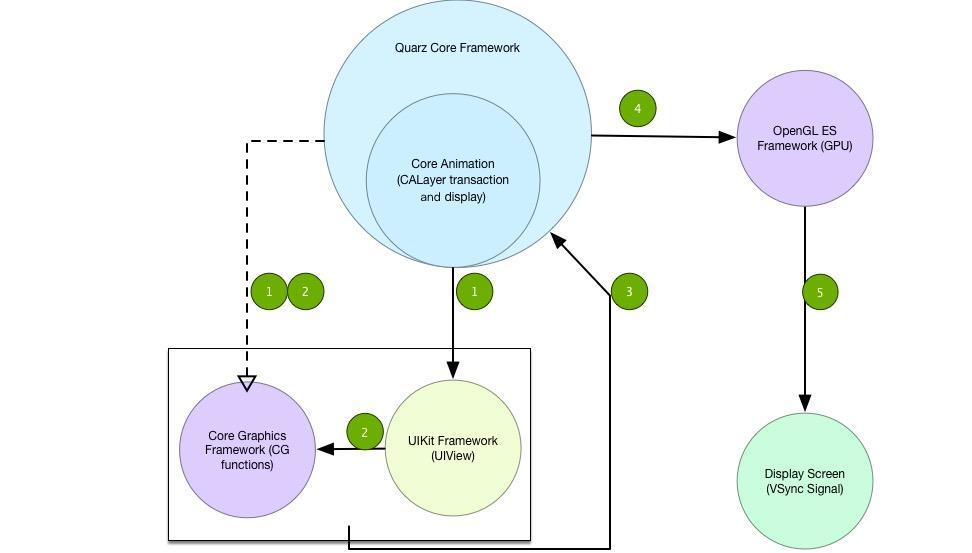 Quarz Core Framework
4
OpenGL ES
Framework (GPU)
Core Animation
(CALayer transaction
and display)
1 2
1
3
5
2
Core Graphics
Framework (CG
functions)
UIKit Framework
(UIView)
Display Screen
(VSync Signal)